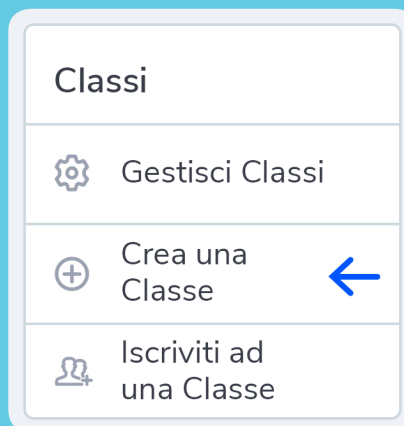 Classi
Gestisci Classi
Crea una
Classe
Iscriviti ad
una Classe